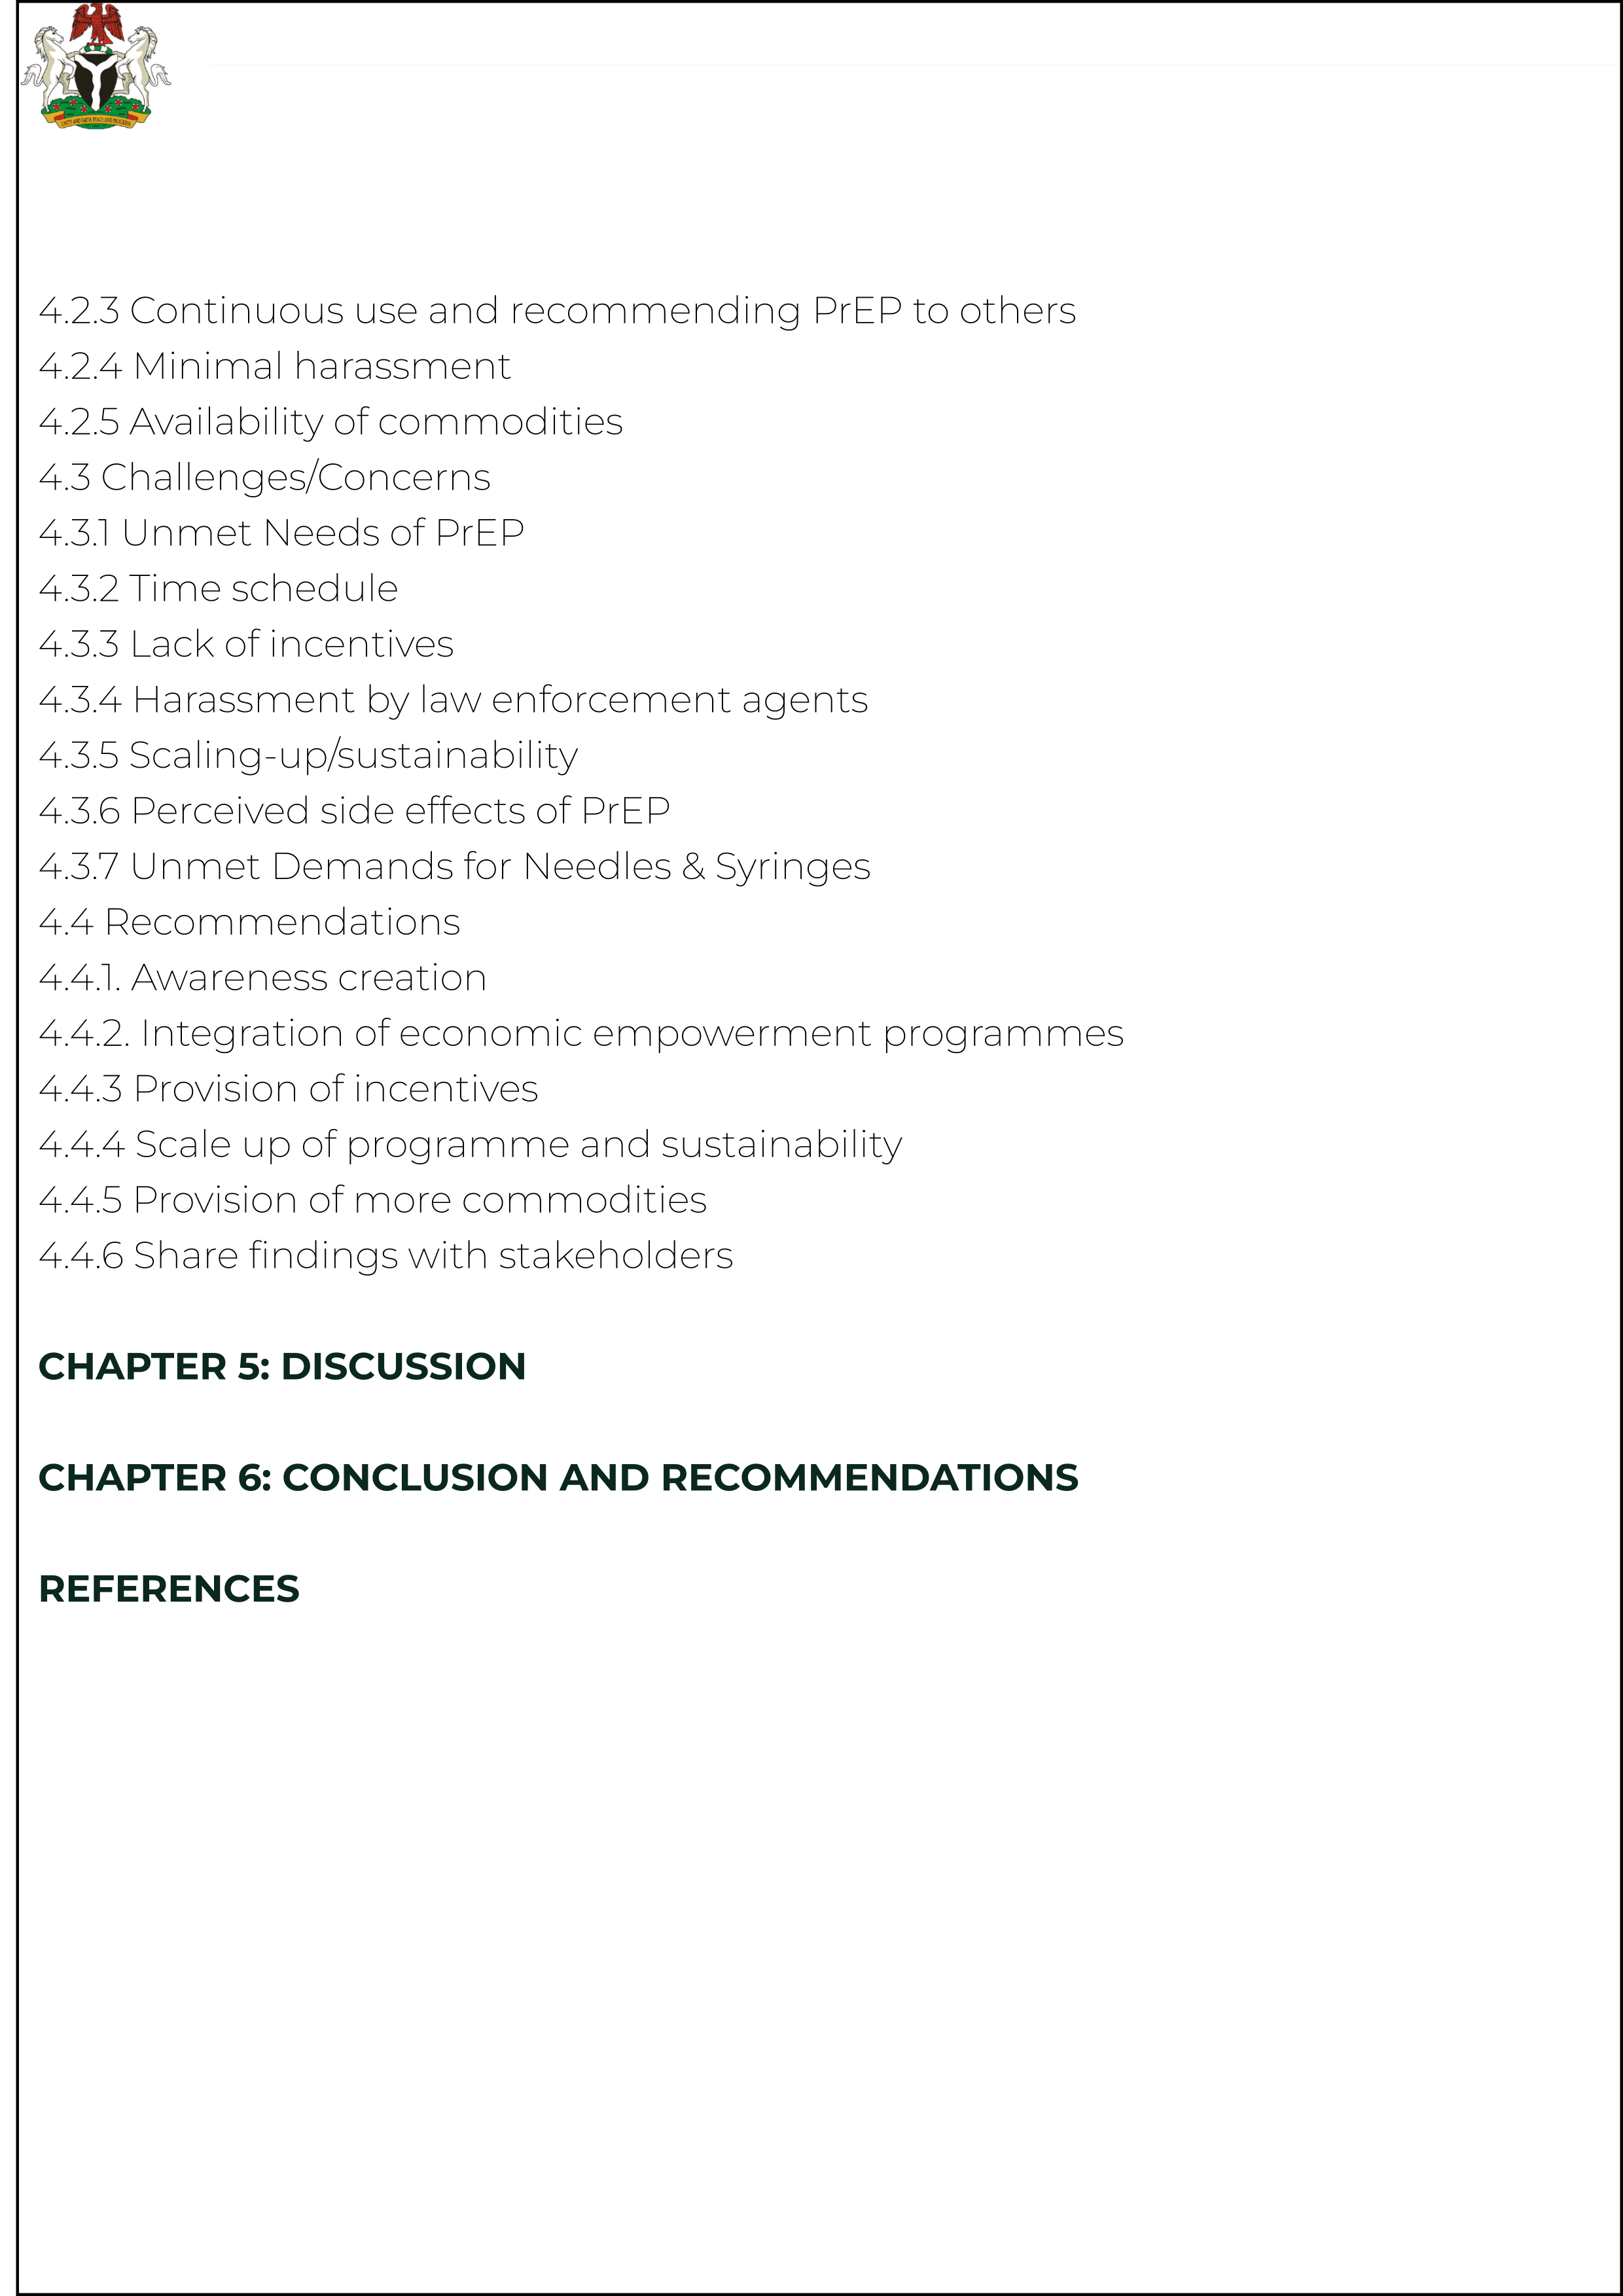 UNITY AND FAITH, PEACE AND PROGRESS
4.2.3 Continuous use and recommending PrEP to others
4.2.4 Minimal harassment
4.2.5 Availability of commodities
4.3 Challenges/Concerns
4.3.1 Unmet Needs of PrEP
4.3.2 Time schedule
4.3.3 Lack of incentives
4.3.4 Harassment by law enforcement agents
4.3.5 Scaling-up/sustainability
4.3.6 Perceived side effects of PrEP
4.3.7 Unmet Demands for Needles & Syringes
4.4 Recommendations
4.4.1. Awareness creation
4.4.2. Integration of economic empowerment programmes
4.4.3 Provision of incentives
4.4.4 Scale up of programme and sustainability
4.4.5 Provision of more commodities
4.4.6 Share findings with stakeholders
CHAPTER 5: DISCUSSION
CHAPTER 6: CONCLUSION AND RECOMMENDATIONS
REFERENCES